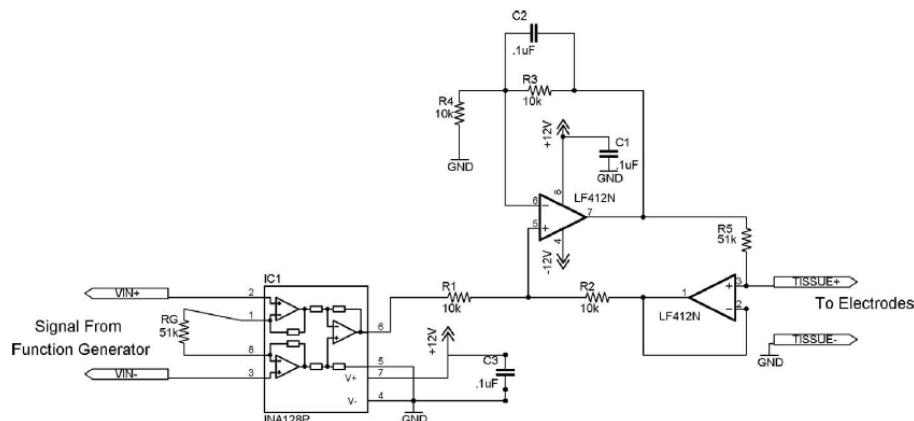 C2
.1uF
R3
10k
R4
10k
GND
+12V
C1
.1uF
GND
8
LF412N
6
7
5
4
-12V
R5
51k
3
TISSUE+
1
2
LF412N
To Electrodes
TISSUE-
GND
IC1
VIN+
2
1
R1
10k
R2
10k
6
Signal From
Function Generator
RG
51k
8
VIN-
3
+12V
5
V+
7
C3
.1uF
V-
4
GND
INA128P